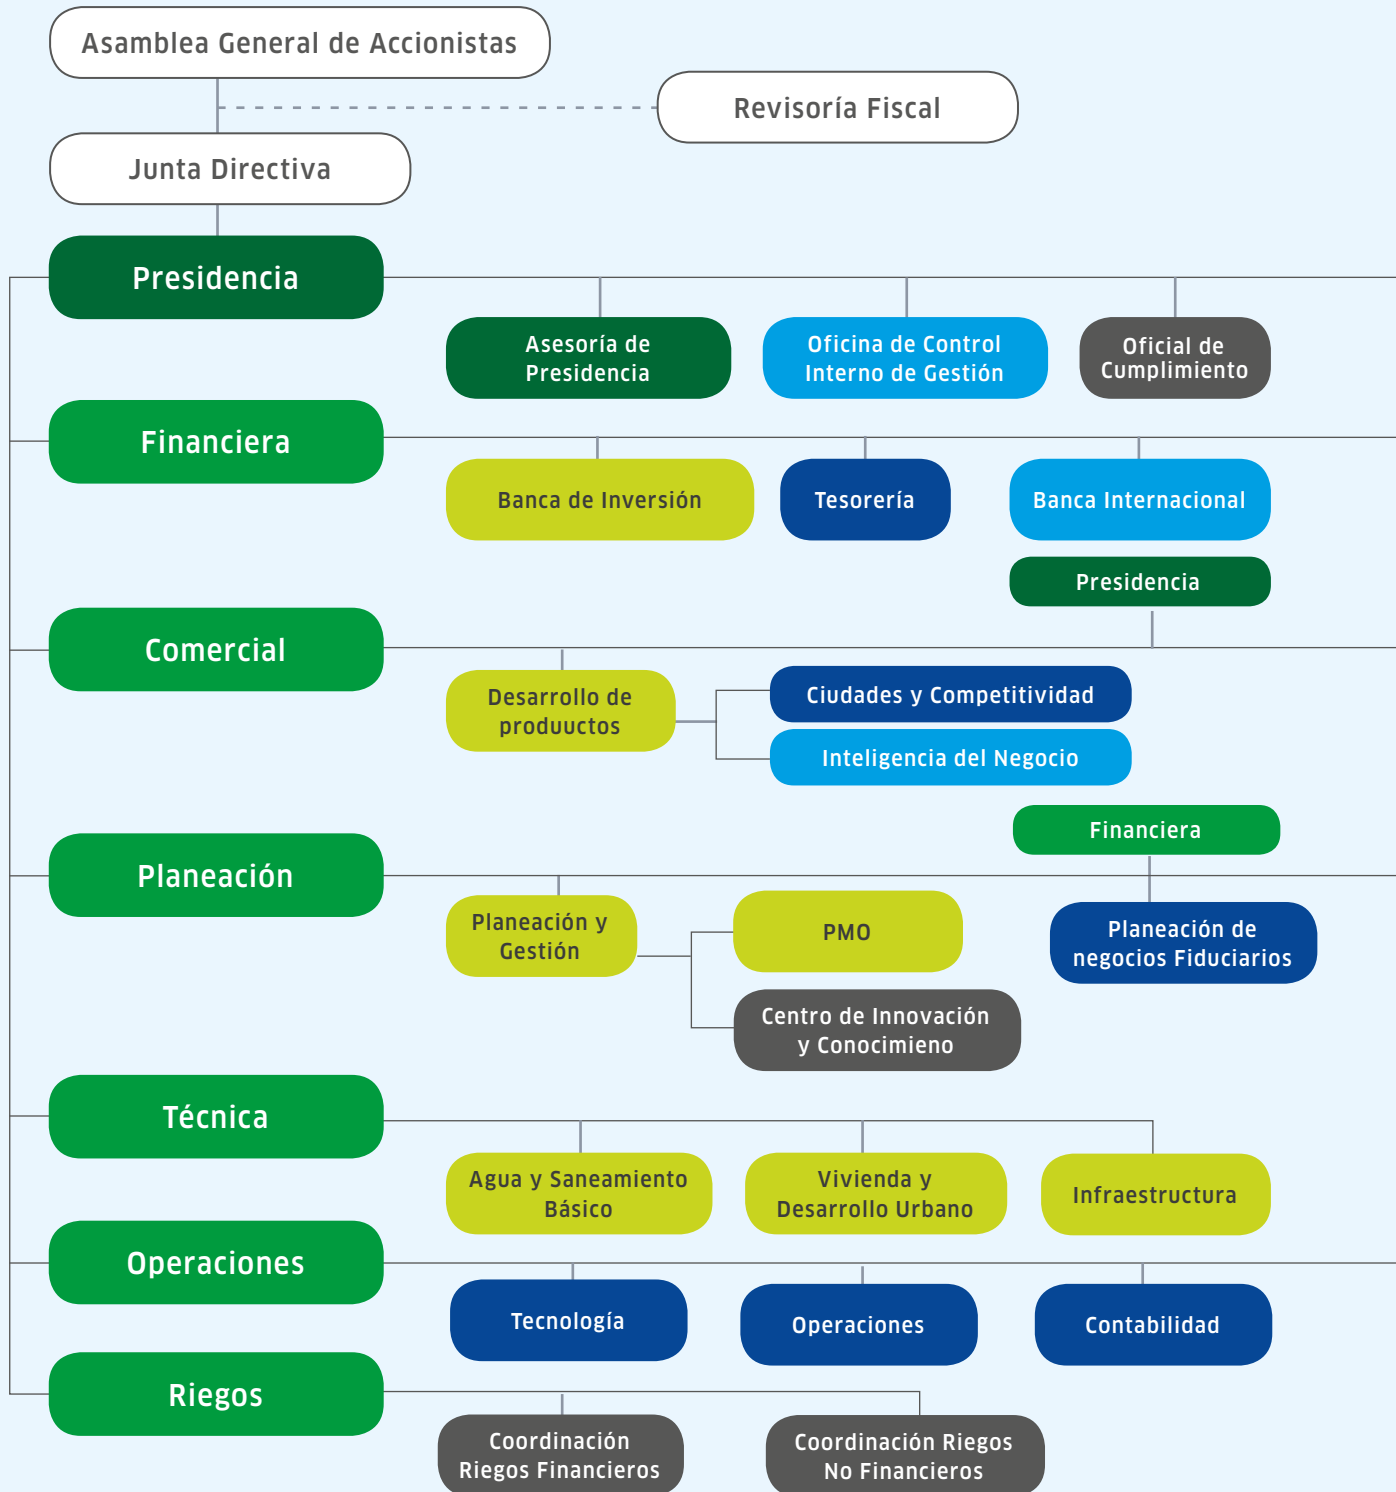 Asamblea General de Accionistas
Revisoría Fiscal
Junta Directiva
Presidencia
Asesoría de
Presidencia
Oficina de Control
Interno de Gestión
Oficial de
Cumplimiento
Financiera
Banca de Inversión
Tesorería
Banca Internacional
Presidencia
Comercial
Desarrollo de
produuctos
Ciudades y Competitividad
Inteligencia del Negocio
Financiera
Planeación
Planeación y
Gestión
PMO
Planeación de
negocios Fiduciarios
Centro de Innovación
y Conocimieno
Técnica
Agua y Saneamiento
Básico
Vivienda y
Desarrollo Urbano
Infraestructura
Operaciones
Tecnología
Operaciones
Contabilidad
Riegos
Coordinación
Riegos Financieros
Coordinación Riegos
No Financieros